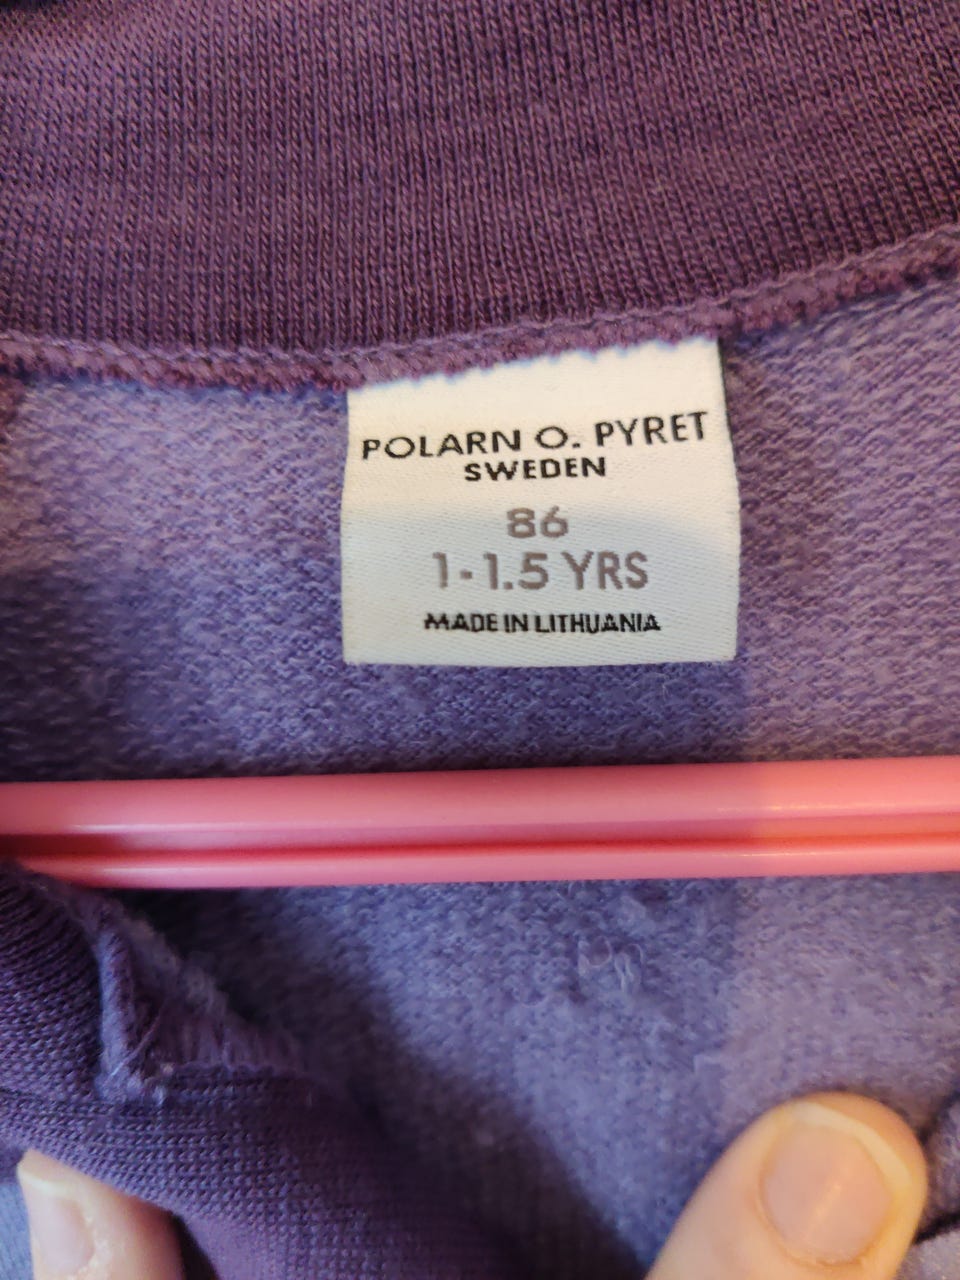 POLARN O. PYRET
SWEDEN
86
1-1.5 YRS
MADE IN LITHUANIA